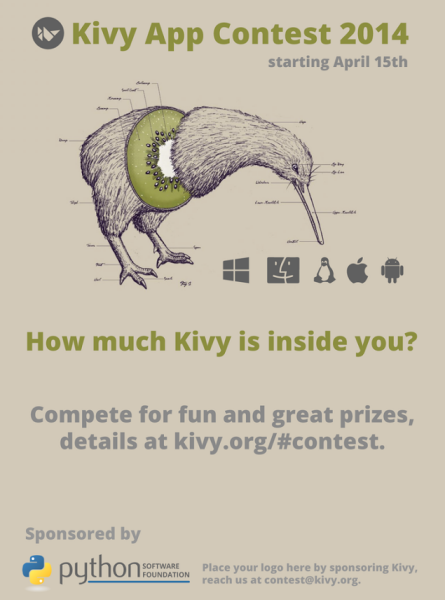 Kivy App Contest 2014
starting April 15th
Fig 2
How much Kivy is inside you?
Compete for fun and great prizes,
details at kivy.org/#contest.
Sponsored by
python SOFTWARE
FOUNDATION
Place your logo here by sponsoring Kivy,
reach us at contest@kivy.org.